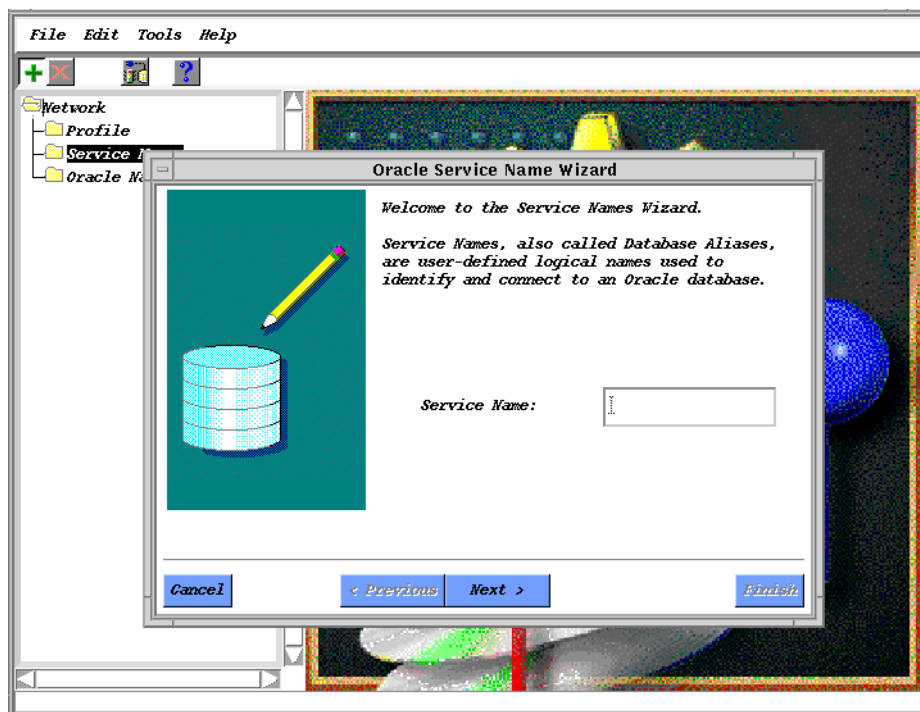 File Edit Tools Help
Network
Profile
Service
Oracle
Oracle Service Name Wizard
Welcome to the Service Names Wizard.
Service Names, also called Database Aliases,
are user-defined logical names used to
identify and connect to an Oracle database.
Service Name:
Cancel < Previous Next > Finish